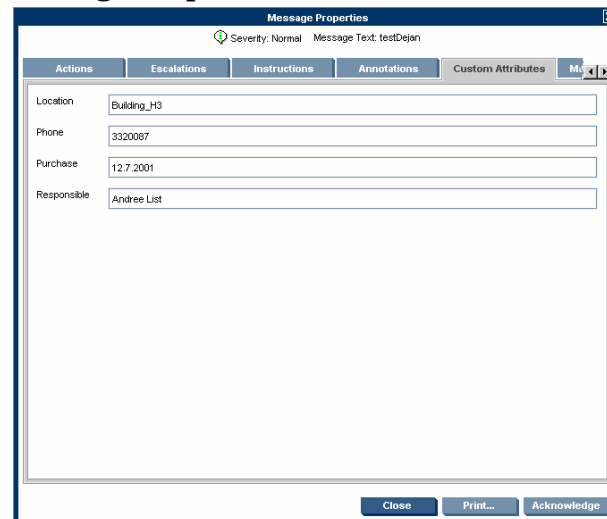 Message Properties
Severity: Normal Message Text: testDejan
Actions Escalations Instructions Annotations Custom Attributes
Location Building_H3
Phone 3320087
Purchase 12.7.2001
Responsible Andree List
Close Print... Acknowledge